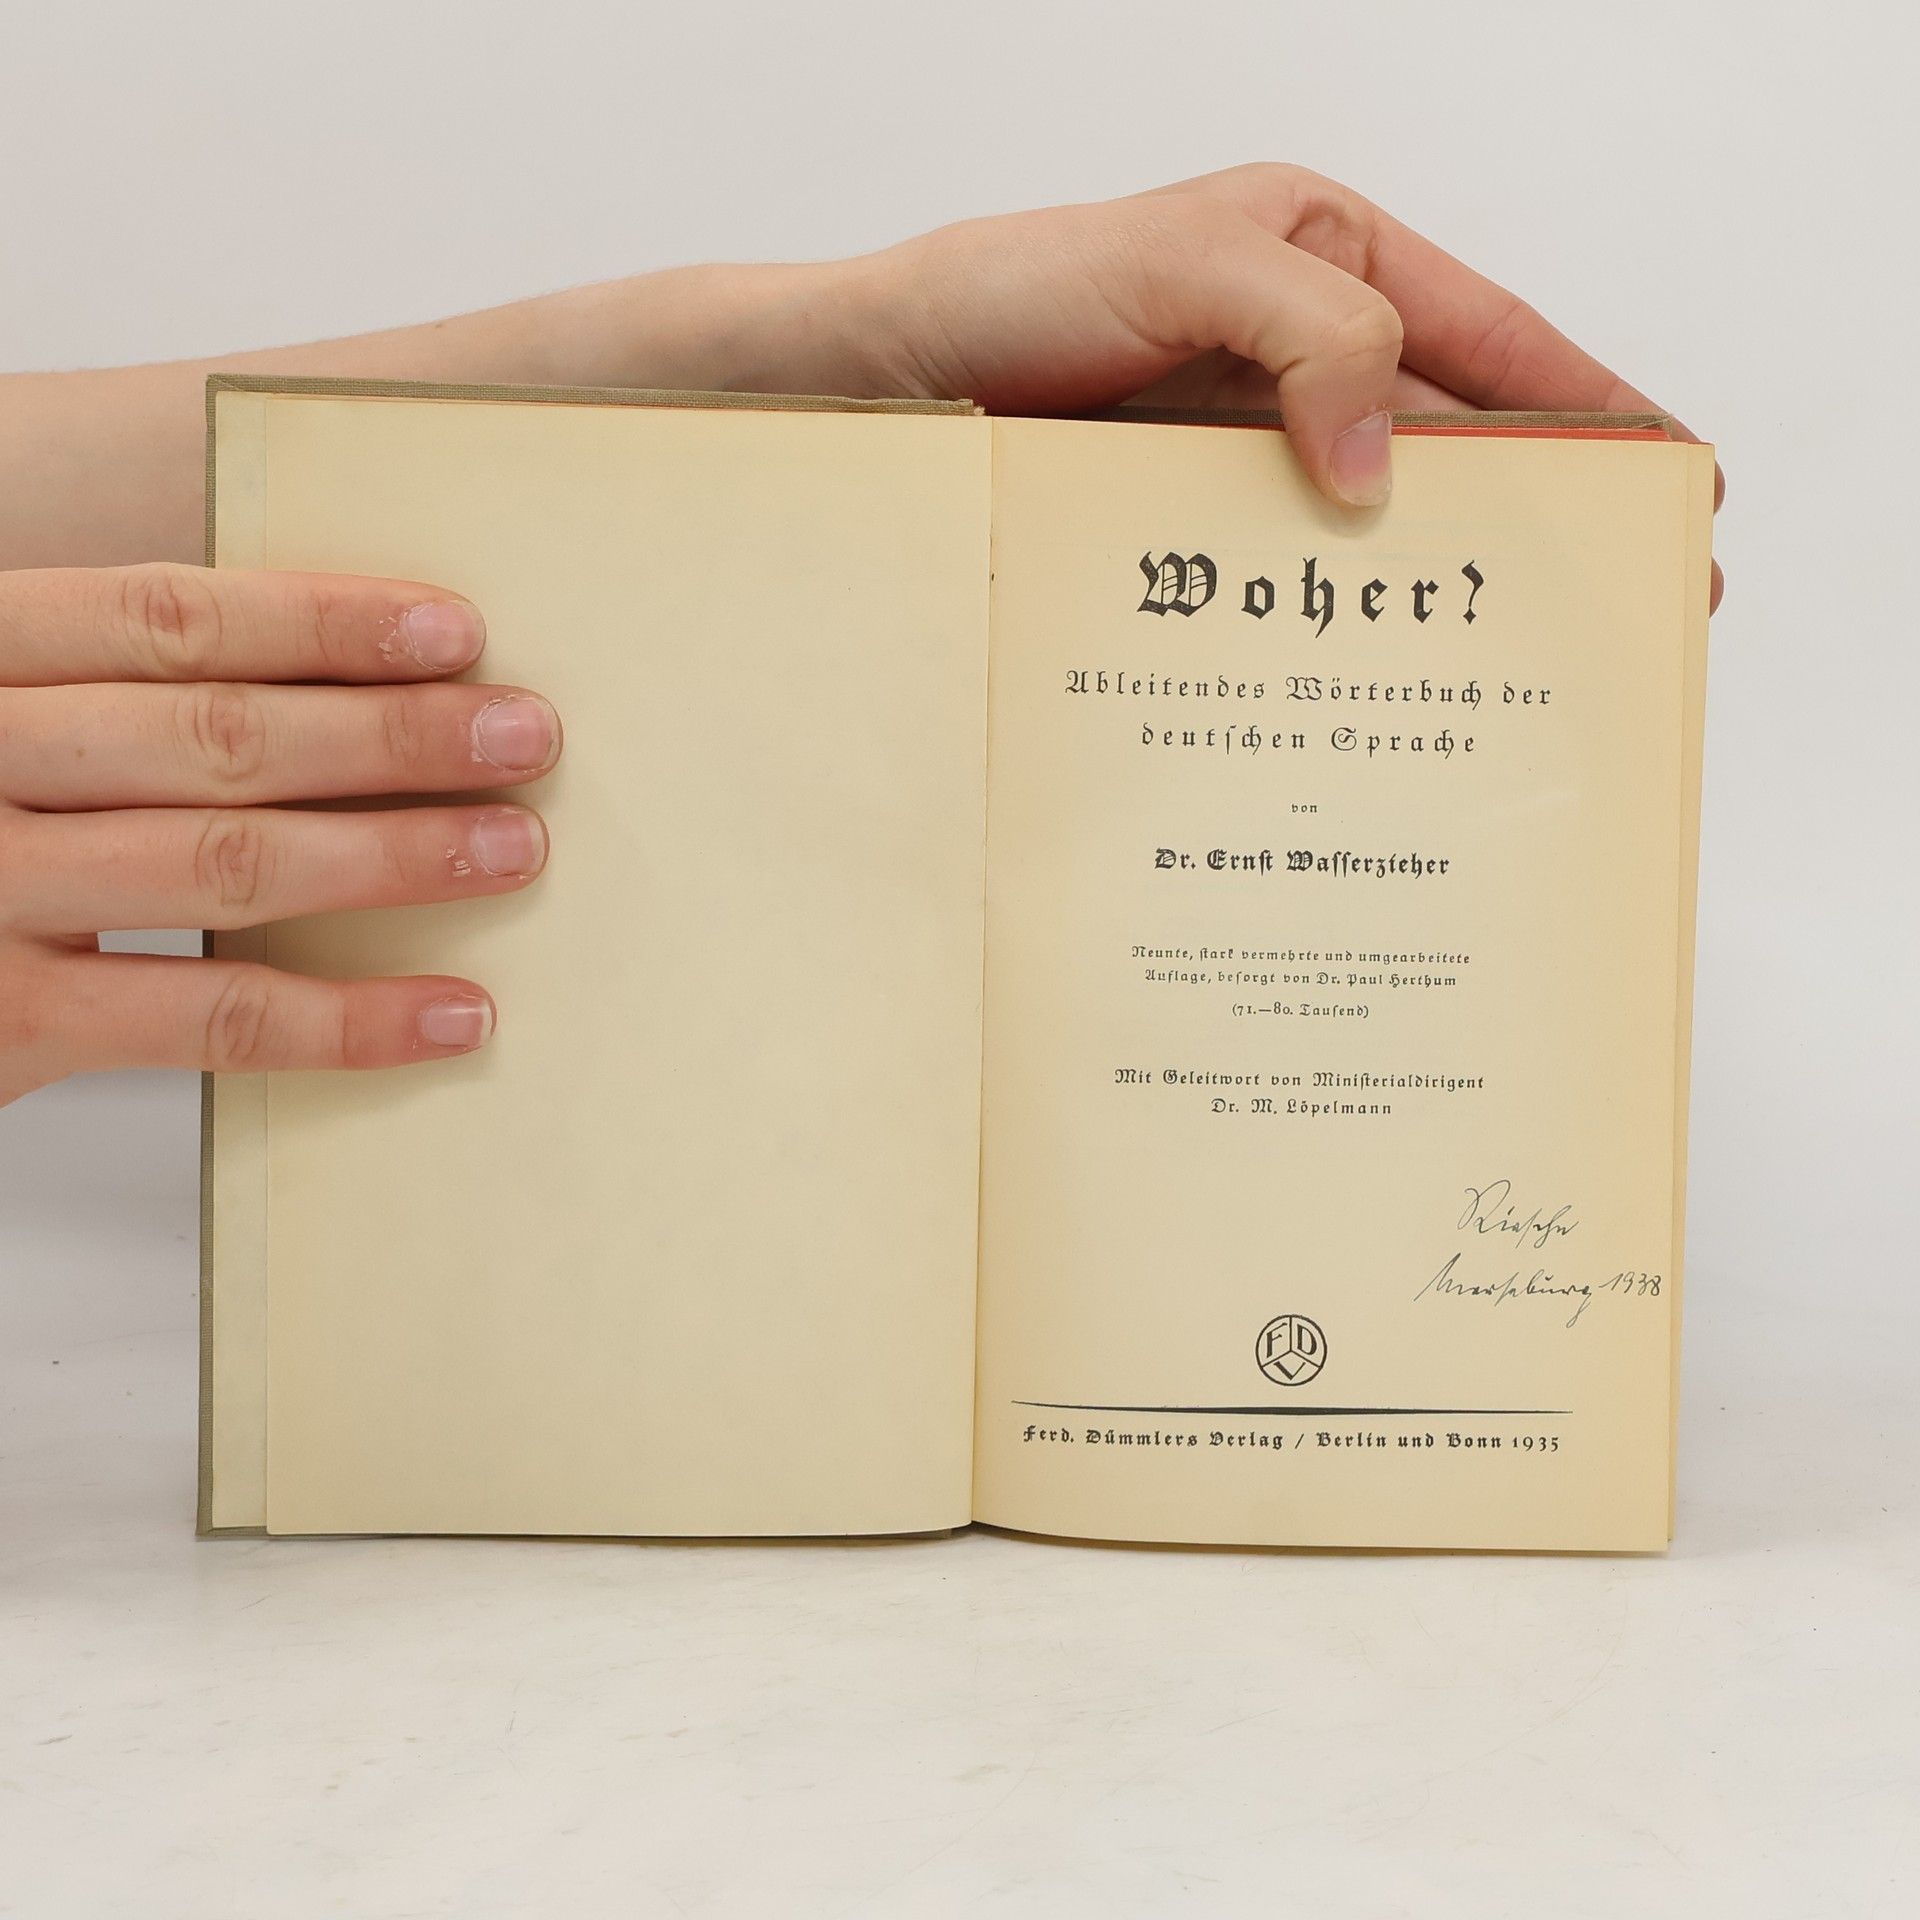 Woher?
Ableitendes Wörterbuch der
deutſchen Sprache
von
Dr. Ernſt Waſſerzieher
Neunte, ſtark vermehrte und umgearbeitete
Auflage, beſorgt von Dr. Paul Herthum
(71.—80. Tauſend)
Mit Geleitwort von Miniſterialdirigent
Dr. M. Löpelmann
Merseburg 1938
FDV
Ferd. Dümmlers Verlag / Berlin und Bonn 1935